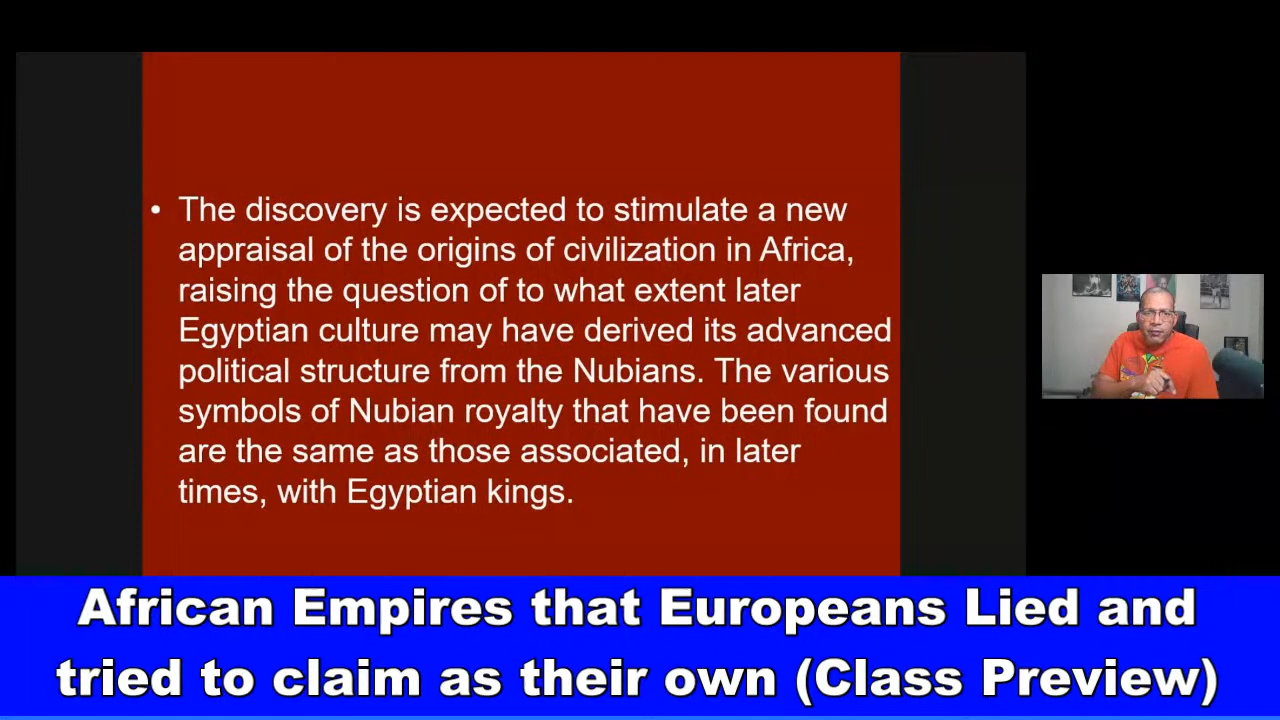 • The discovery is expected to stimulate a new
appraisal of the origins of civilization in Africa,
raising the question of to what extent later
Egyptian culture may have derived its advanced
political structure from the Nubians. The various
symbols of Nubian royalty that have been found
are the same as those associated, in later
times, with Egyptian kings.
African Empires that Europeans Lied and
tried to claim as their own (Class Preview)